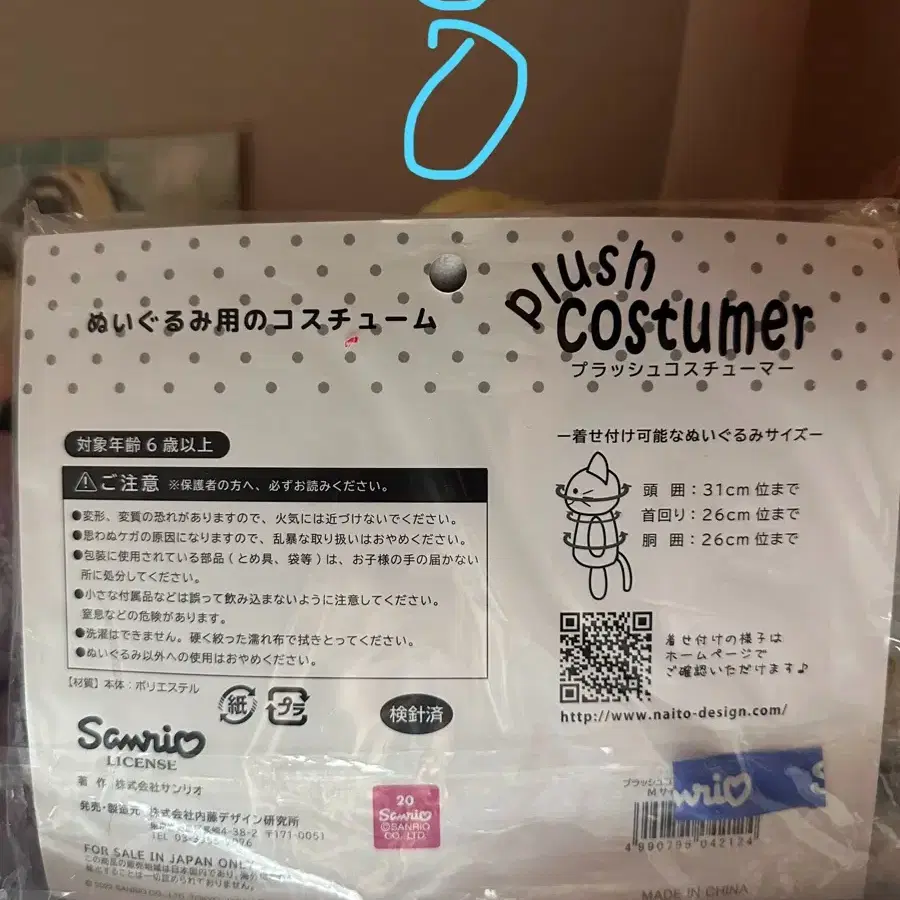 plush
costumer
プラッシュコスチューマー
ぬいぐるみ用のコスチューム
対象年齢6歳以上
ご注意 ※保護者の方へ、必ずお読みください。
●変形、変質の恐れがありますので、火気には近づけないでください。
●思わぬケガの原因になりますので、乱暴な取り扱いはおやめください。
●包装に使用されている部品(とめ具、袋等)は、お子様の手の届かない
所に処分してください。
●小さな付属品などは誤って飲み込まないように注意してください。
窒息などの危険があります。
●洗濯はできません。硬く絞った濡れ布で拭きとってください。
●ぬいぐるみ以外への使用はおやめください。
【材質】本体:ポリエステル
紙
プラ
検針済
ー着せ付け可能なぬいぐるみサイズー
頭 囲:31cm 位まで
首回り:26cm 位まで
胴 囲:26cm 位まで
着せ付けの様子は
ホームページで
ご確認いただけます♪
http://www.naito-design.com/
Sanrio
LICENSE
著 作 株式会社サンリオ
発売・製造元 株式会社内藤デザイン研究所
4-38-2 〒171-0051
FOR SALE IN JAPAN ONLY
20
Sanrio
©SANRIO
CO., LTD.
4 990795 042124
MADE IN CHINA